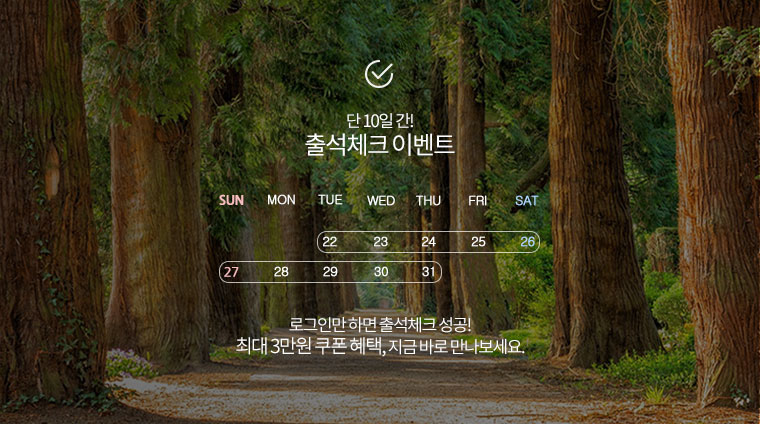 단 10일 간!
출석체크 이벤트
SUN MON TUE WED THU FRI SAT
22 23 24 25 26
27 28 29 30 31
로그인만 하면 출석체크 성공!
최대 3만원 쿠폰 혜택, 지금 바로 만나보세요.